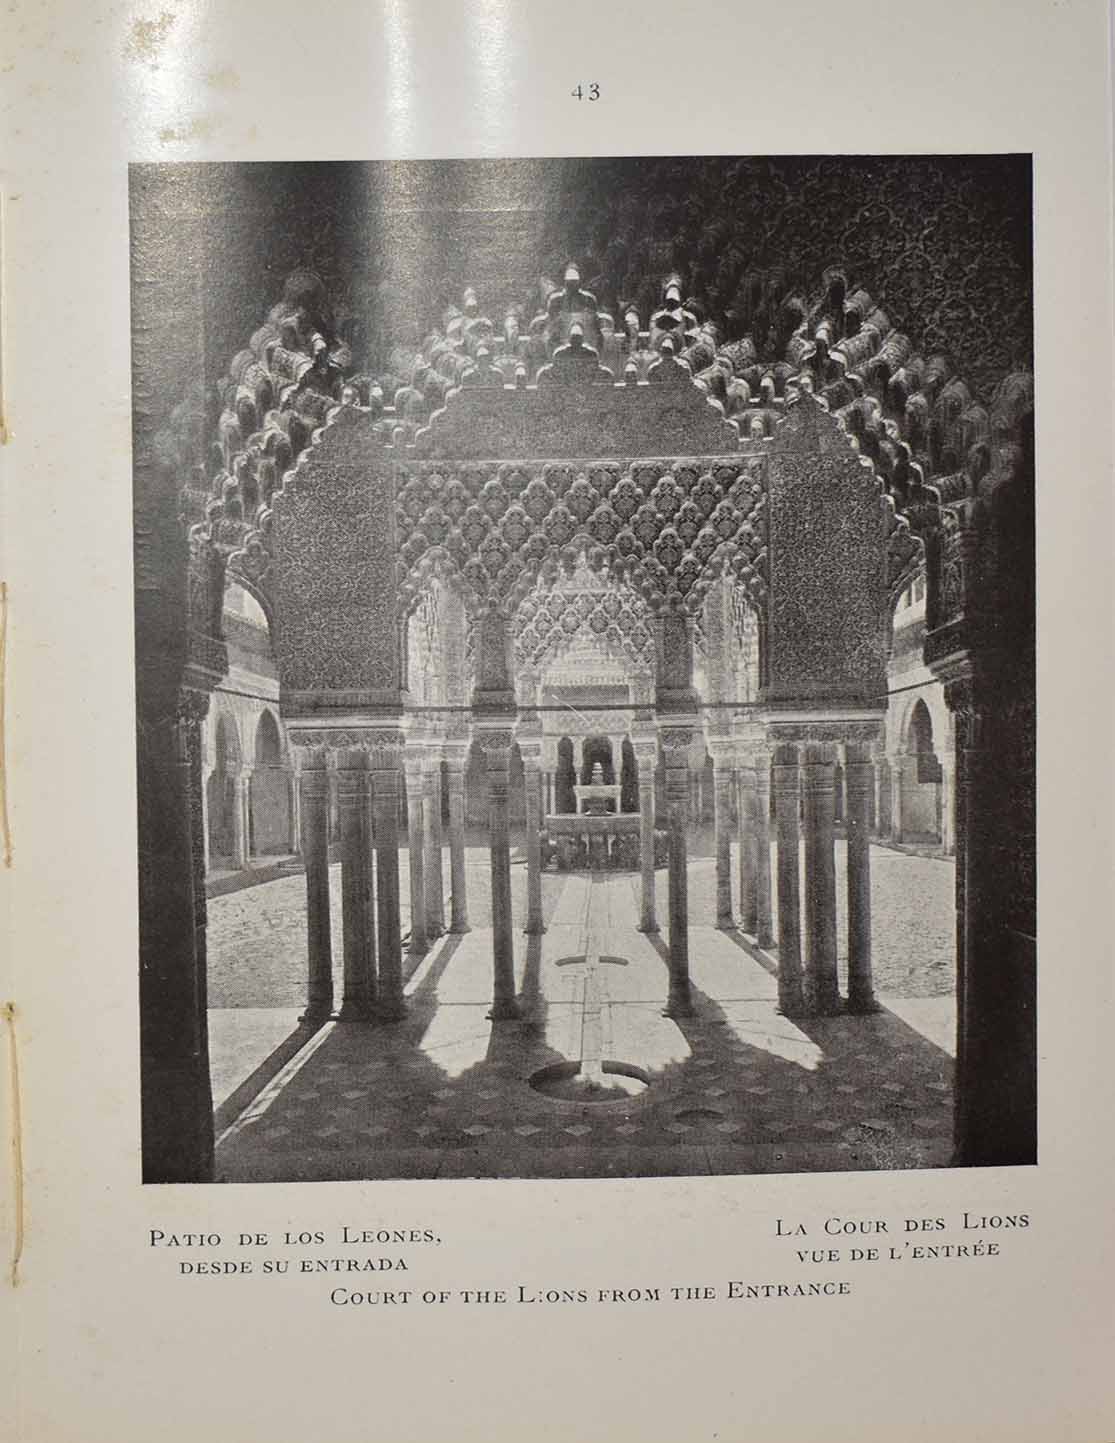 43
Patio de los Leones,
desde su entrada
La Cour des Lions
vue de l'entrée
Court of the L:ons from the Entrance